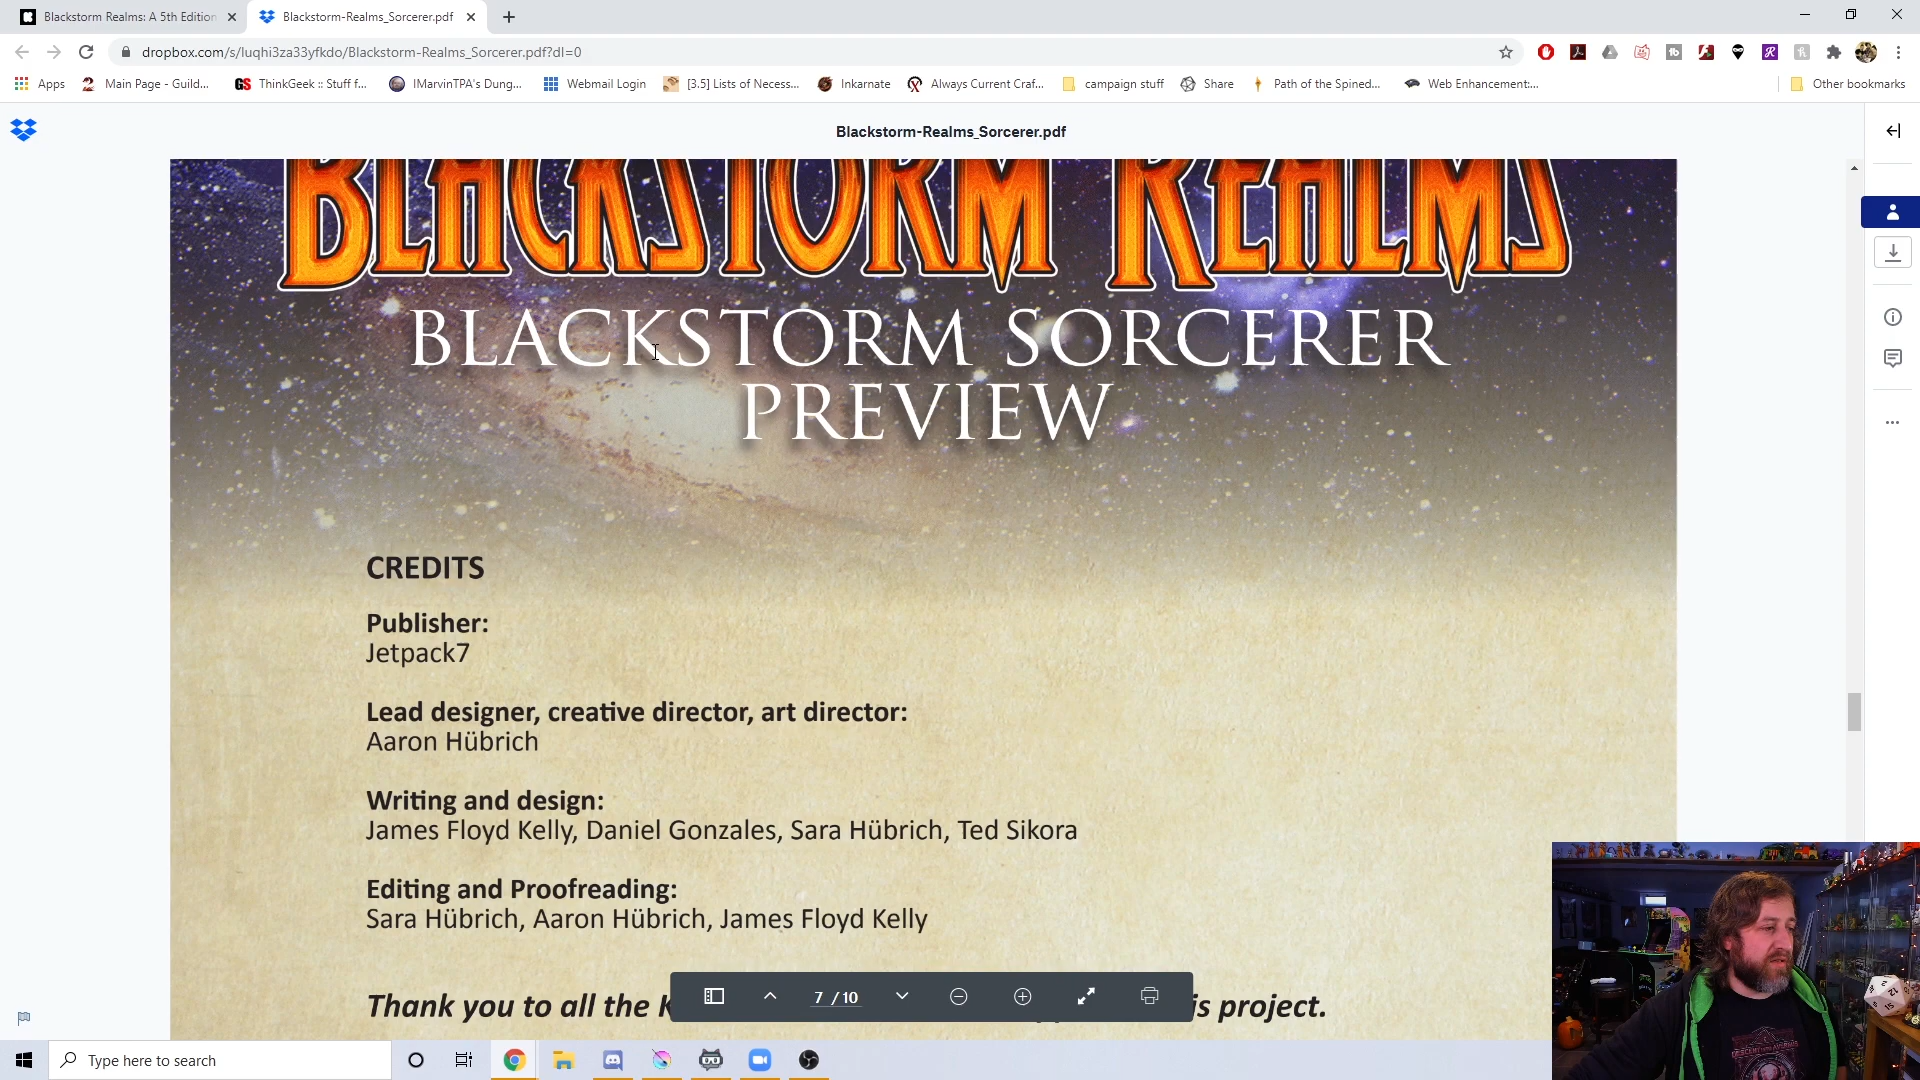 Blackstorm Realms: A 5th Edition
Blackstorm-Realms_Sorcerer.pdf
dropbox.com/s/luqhi3za33yfkdo/Blackstorm-Realms_Sorcerer.pdf?dl=0
Apps
Main Page - Guild...
ThinkGeek :: Stuff f...
IMarvinTPA's Dung...
Webmail Login
[3.5] Lists of Necess...
Inkarnate
Always Current Craf...
campaign stuff
Share
Path of the Spined...
Web Enhancement:...
Other bookmarks
Blackstorm-Realms_Sorcerer.pdf
BLACKSTORM REALMS
BLACKSTORM SORCERER
PREVIEW
CREDITS
Publisher:
Jetpack7
Lead designer, creative director, art director:
Aaron Hübrich
Writing and design:
James Floyd Kelly, Daniel Gonzales, Sara Hübrich, Ted Sikora
Editing and Proofreading:
Sara Hübrich, Aaron Hübrich, James Floyd Kelly
Thank you to all the K
is project.
7 / 10
Type here to search